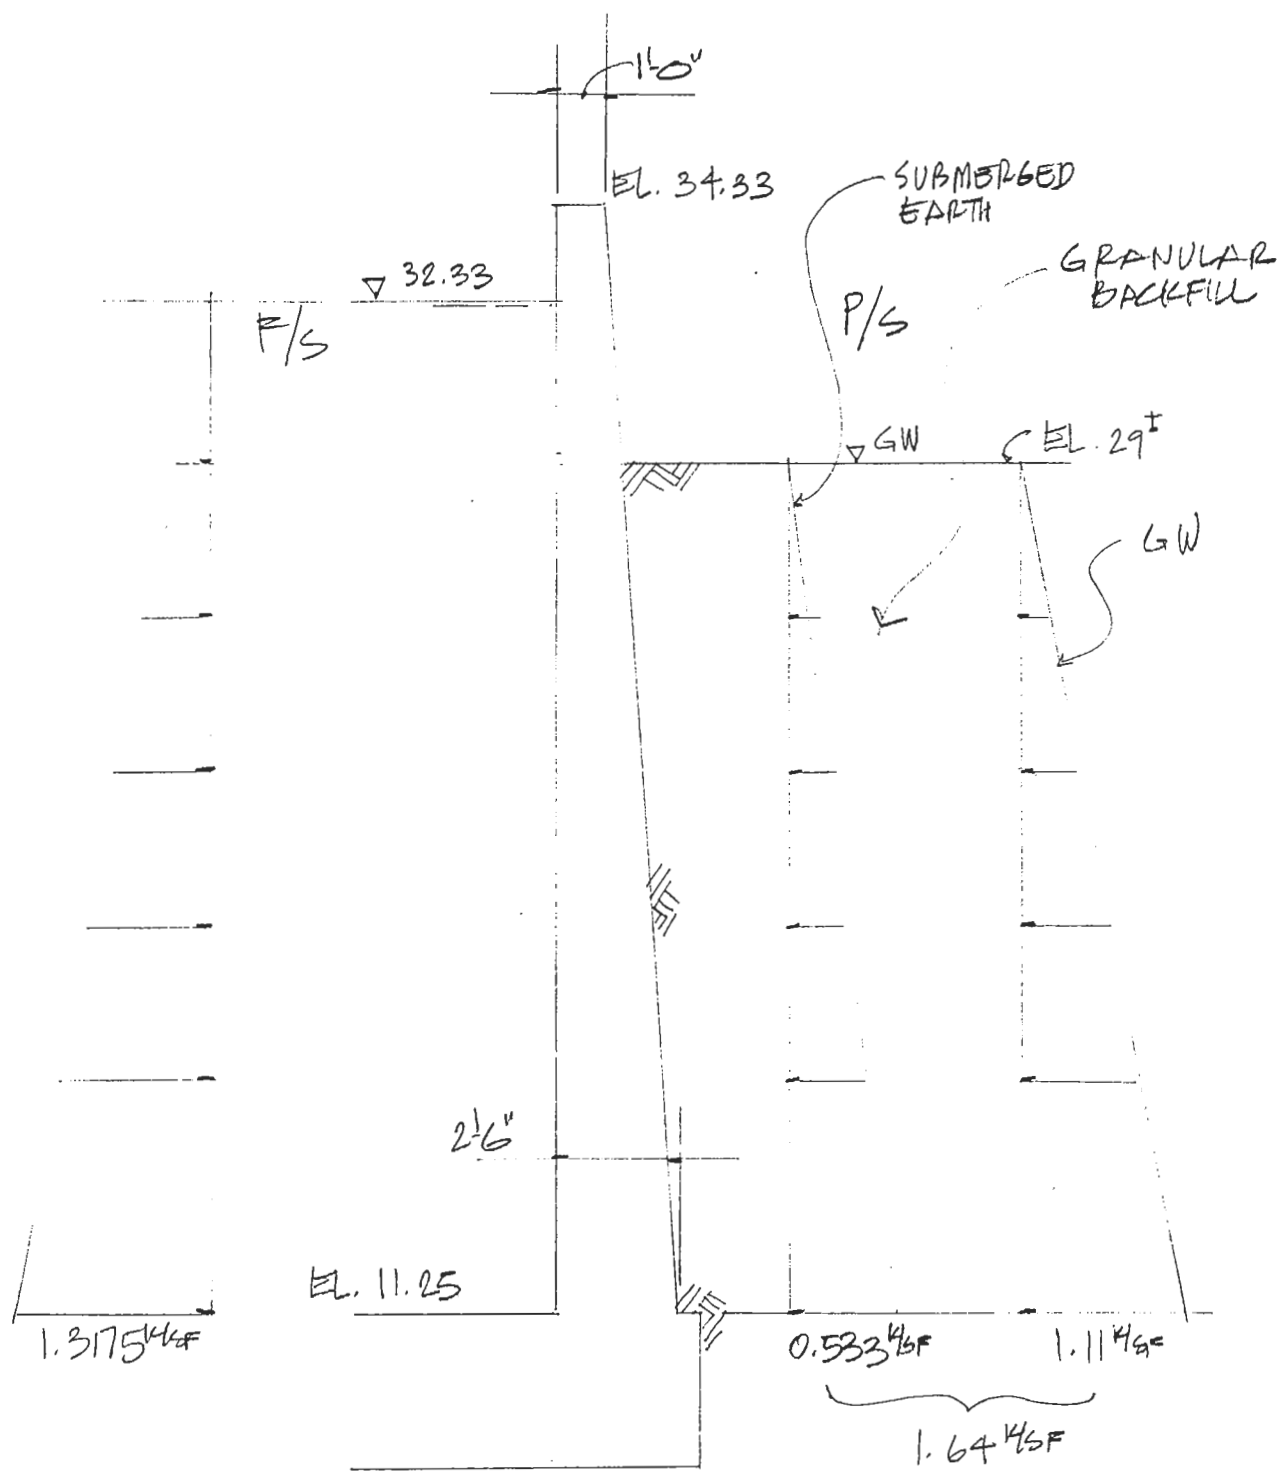 1'-0"
EL. 34.33
SUBMERGED
EARTH
GRANULAR
BACKFILL
32.33
F/S
P/S
GW
EL. 29±
GW
2'-6"
EL. 11.25
1.3175 K/SF
0.533 K/SF
1.11 K/SF
1.64 K/SF